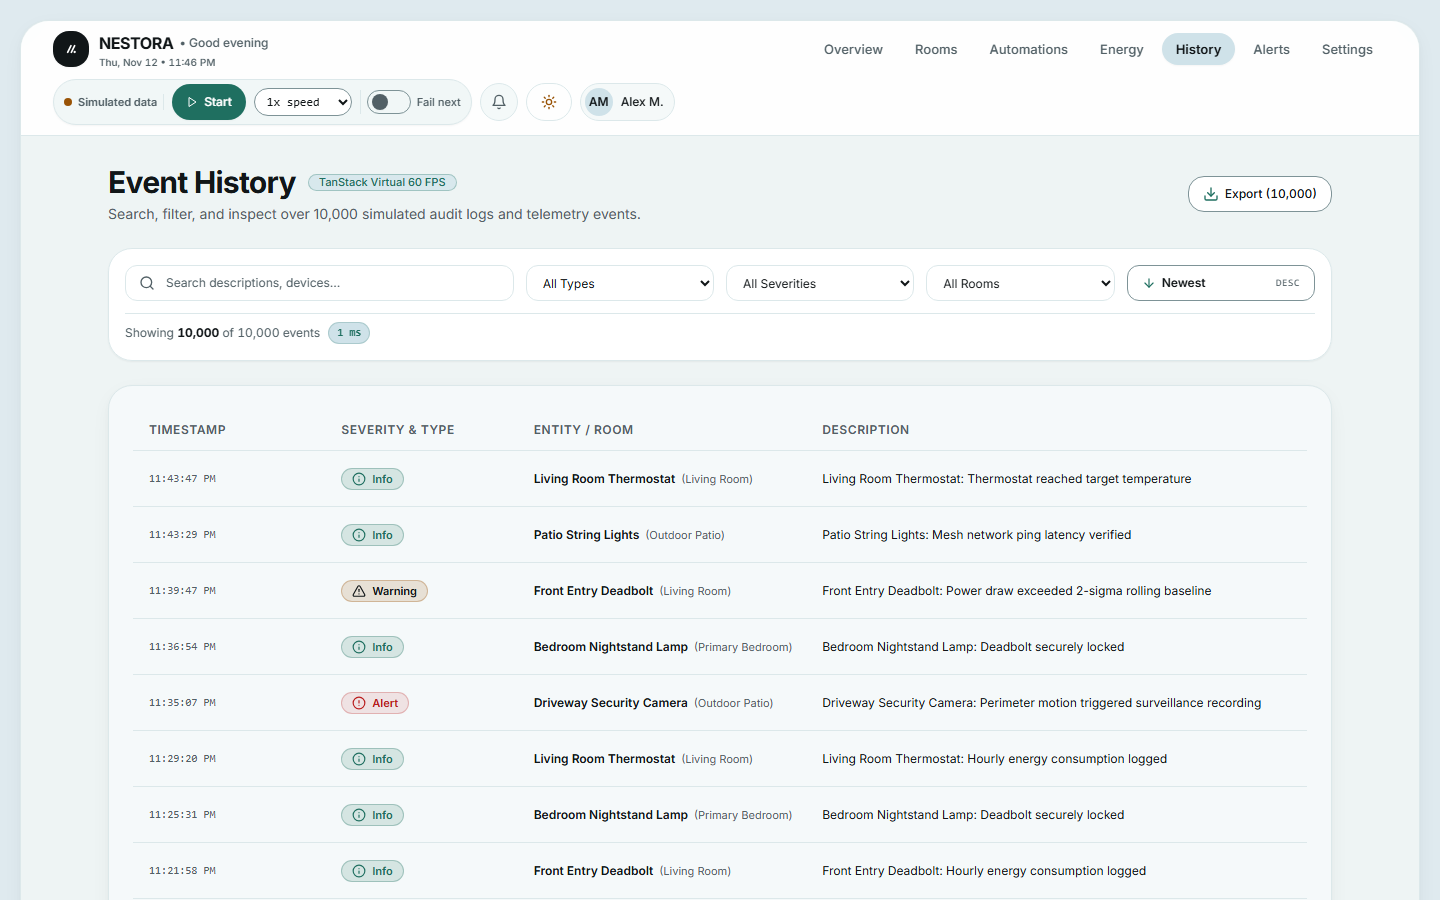 NESTORA • Good evening
Thu, Nov 12 • 11:46 PM
Overview Rooms Automations Energy History Alerts Settings
Simulated data Start 1x speed Fail next AM Alex M.
Event History TanStack Virtual 60 FPS
Search, filter, and inspect over 10,000 simulated audit logs and telemetry events.
Export (10,000)
Search descriptions, devices... All Types All Severities All Rooms Newest DESC
Showing 10,000 of 10,000 events 1 ms
TIMESTAMP SEVERITY & TYPE ENTITY / ROOM DESCRIPTION
11:43:47 PM Info Living Room Thermostat (Living Room) Living Room Thermostat: Thermostat reached target temperature
11:43:29 PM Info Patio String Lights (Outdoor Patio) Patio String Lights: Mesh network ping latency verified
11:39:47 PM Warning Front Entry Deadbolt (Living Room) Front Entry Deadbolt: Power draw exceeded 2-sigma rolling baseline
11:36:54 PM Info Bedroom Nightstand Lamp (Primary Bedroom) Bedroom Nightstand Lamp: Deadbolt securely locked
11:35:07 PM Alert Driveway Security Camera (Outdoor Patio) Driveway Security Camera: Perimeter motion triggered surveillance recording
11:29:20 PM Info Living Room Thermostat (Living Room) Living Room Thermostat: Hourly energy consumption logged
11:25:31 PM Info Bedroom Nightstand Lamp (Primary Bedroom) Bedroom Nightstand Lamp: Deadbolt securely locked
11:21:58 PM Info Front Entry Deadbolt (Living Room) Front Entry Deadbolt: Hourly energy consumption logged